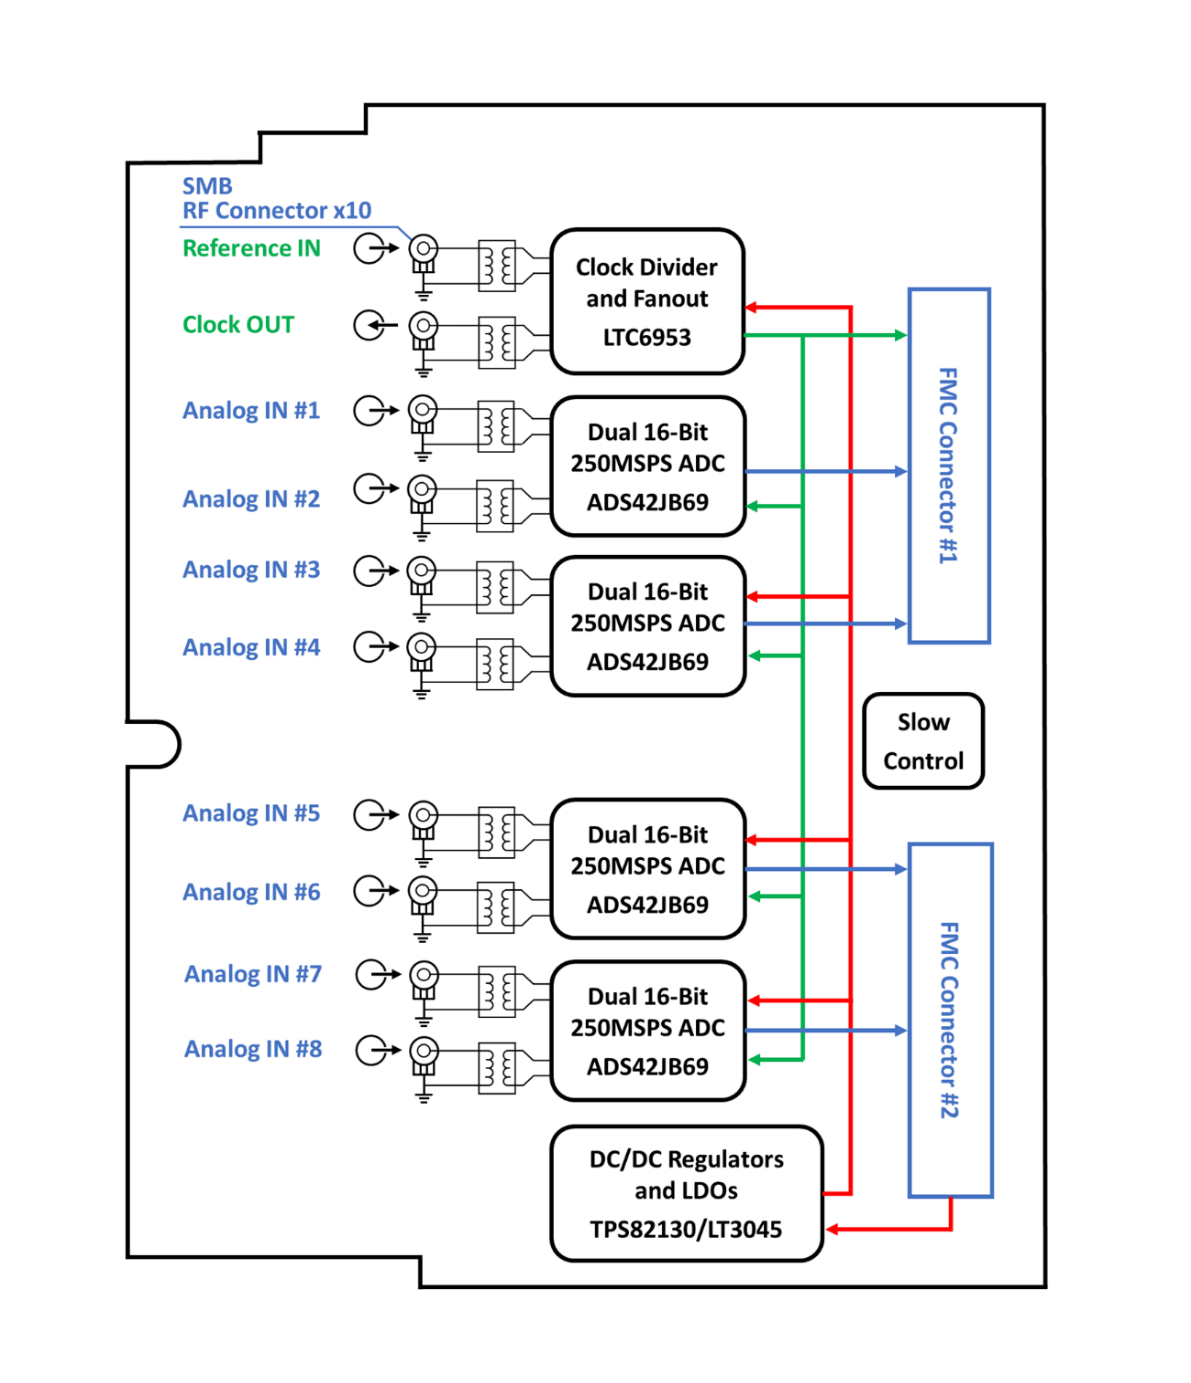 SMB
RF Connector x10
Reference IN
Clock OUT
Analog IN #1
Analog IN #2
Analog IN #3
Analog IN #4
Analog IN #5
Analog IN #6
Analog IN #7
Analog IN #8
Clock Divider
and Fanout
LTC6953
Dual 16-Bit
250MSPS ADC
ADS42JB69
Dual 16-Bit
250MSPS ADC
ADS42JB69
Dual 16-Bit
250MSPS ADC
ADS42JB69
Dual 16-Bit
250MSPS ADC
ADS42JB69
DC/DC Regulators
and LDOs
TPS82130/LT3045
FMC Connector #1
Slow
Control
FMC Connector #2